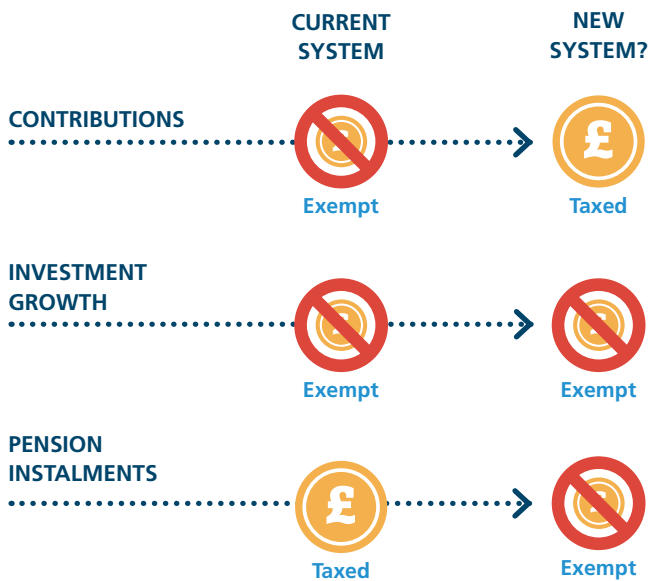 CURRENT
SYSTEM
NEW
SYSTEM?
CONTRIBUTIONS
£
Exempt
Taxed
INVESTMENT
GROWTH
Exempt
Exempt
PENSION
INSTALMENTS
£
Taxed
Exempt